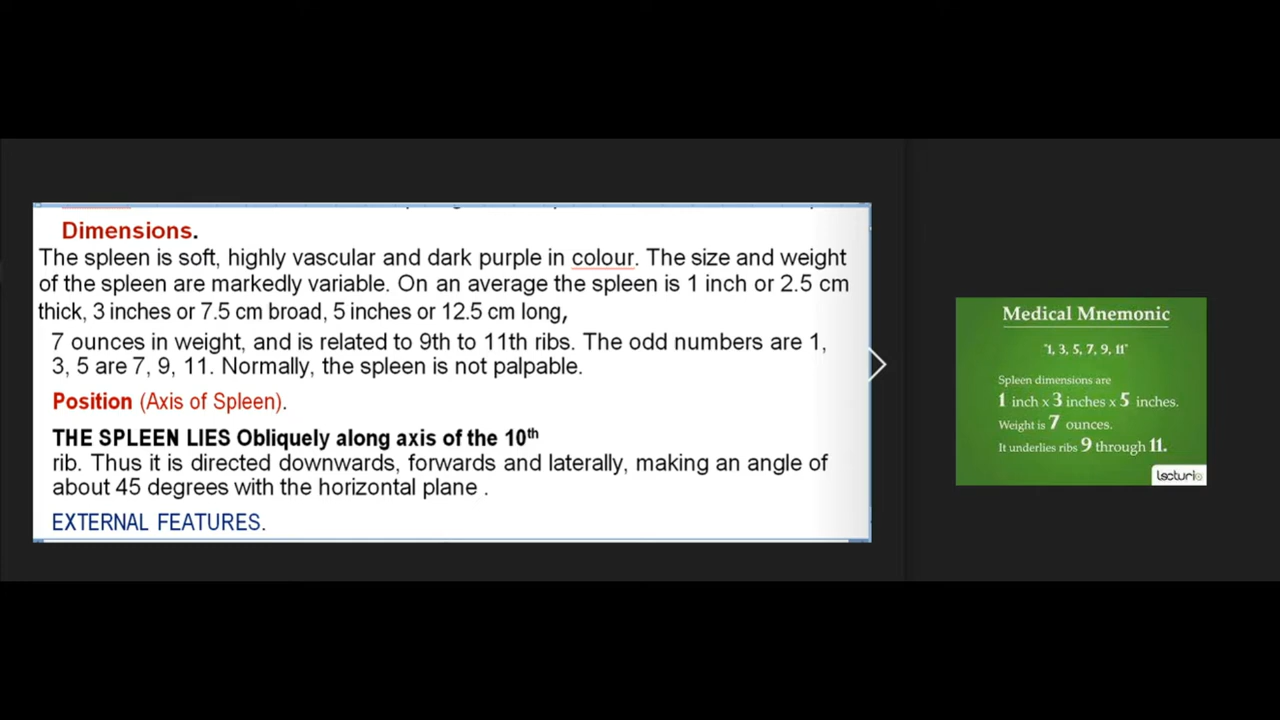 Dimensions.
The spleen is soft, highly vascular and dark purple in colour. The size and weight
of the spleen are markedly variable. On an average the spleen is 1 inch or 2.5 cm
thick, 3 inches or 7.5 cm broad, 5 inches or 12.5 cm long,
7 ounces in weight, and is related to 9th to 11th ribs. The odd numbers are 1,
3, 5 are 7, 9, 11. Normally, the spleen is not palpable.
Position (Axis of Spleen).
THE SPLEEN LIES Obliquely along axis of the 10th
rib. Thus it is directed downwards, forwards and laterally, making an angle of
about 45 degrees with the horizontal plane .
EXTERNAL FEATURES.
Medical Mnemonic
"1, 3, 5, 7, 9, 11"
Spleen dimensions are
1 inch x 3 inches x 5 inches.
Weight is 7 ounces.
It underlies ribs 9 through 11.
lecturio